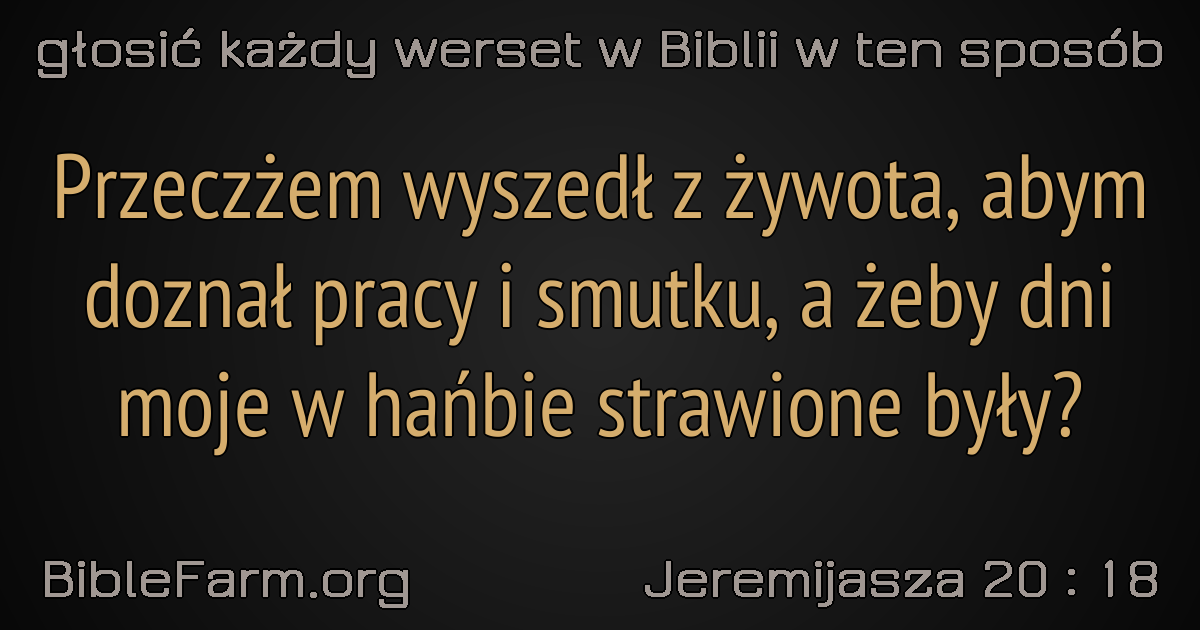 głosić każdy werset w Biblii w ten sposób
Przeczżem wyszedł z żywota, abym
doznał pracy i smutku, a żeby dni
moje w hańbie strawione były?
BibleFarm.org
Jeremijasza 20 : 18